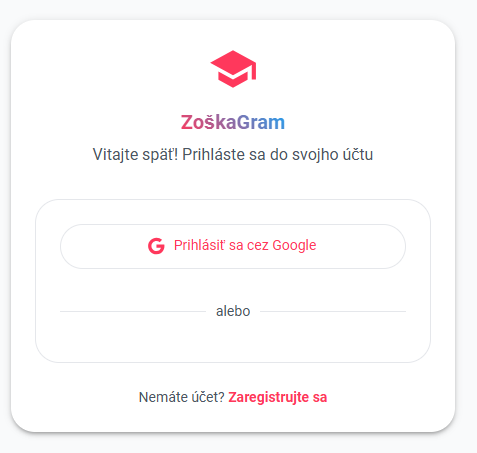 ZoškaGram
Vitajte späť! Prihláste sa do svojho účtu
Prihlásiť sa cez Google
alebo
Nemáte účet? Zaregistrujte sa